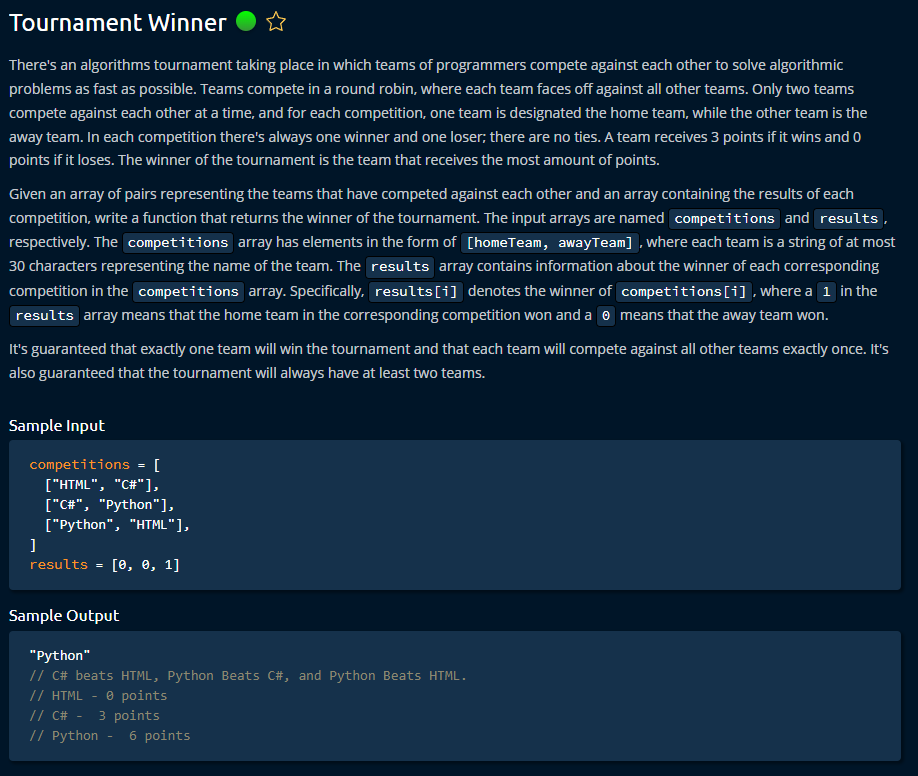 Tournament Winner
There's an algorithms tournament taking place in which teams of programmers compete against each other to solve algorithmic
problems as fast as possible. Teams compete in a round robin, where each team faces off against all other teams. Only two teams
compete against each other at a time, and for each competition, one team is designated the home team, while the other team is the
away team. In each competition there's always one winner and one loser; there are no ties. A team receives 3 points if it wins and 0
points if it loses. The winner of the tournament is the team that receives the most amount of points.
Given an array of pairs representing the teams that have competed against each other and an array containing the results of each
competition, write a function that returns the winner of the tournament. The input arrays are named competitions and results,
respectively. The competitions array has elements in the form of [homeTeam, awayTeam], where each team is a string of at most
30 characters representing the name of the team. The results array contains information about the winner of each corresponding
competition in the competitions array. Specifically, results[i] denotes the winner of competitions[i], where a 1 in the
results array means that the home team in the corresponding competition won and a 0 means that the away team won.
It's guaranteed that exactly one team will win the tournament and that each team will compete against all other teams exactly once. It's
also guaranteed that the tournament will always have at least two teams.
Sample Input
competitions = [
  ["HTML", "C#"],
  ["C#", "Python"],
  ["Python", "HTML"],
]
results = [0, 0, 1]
Sample Output
"Python"
// C# beats HTML, Python Beats C#, and Python Beats HTML.
// HTML - 0 points
// C# -  3 points
// Python -  6 points